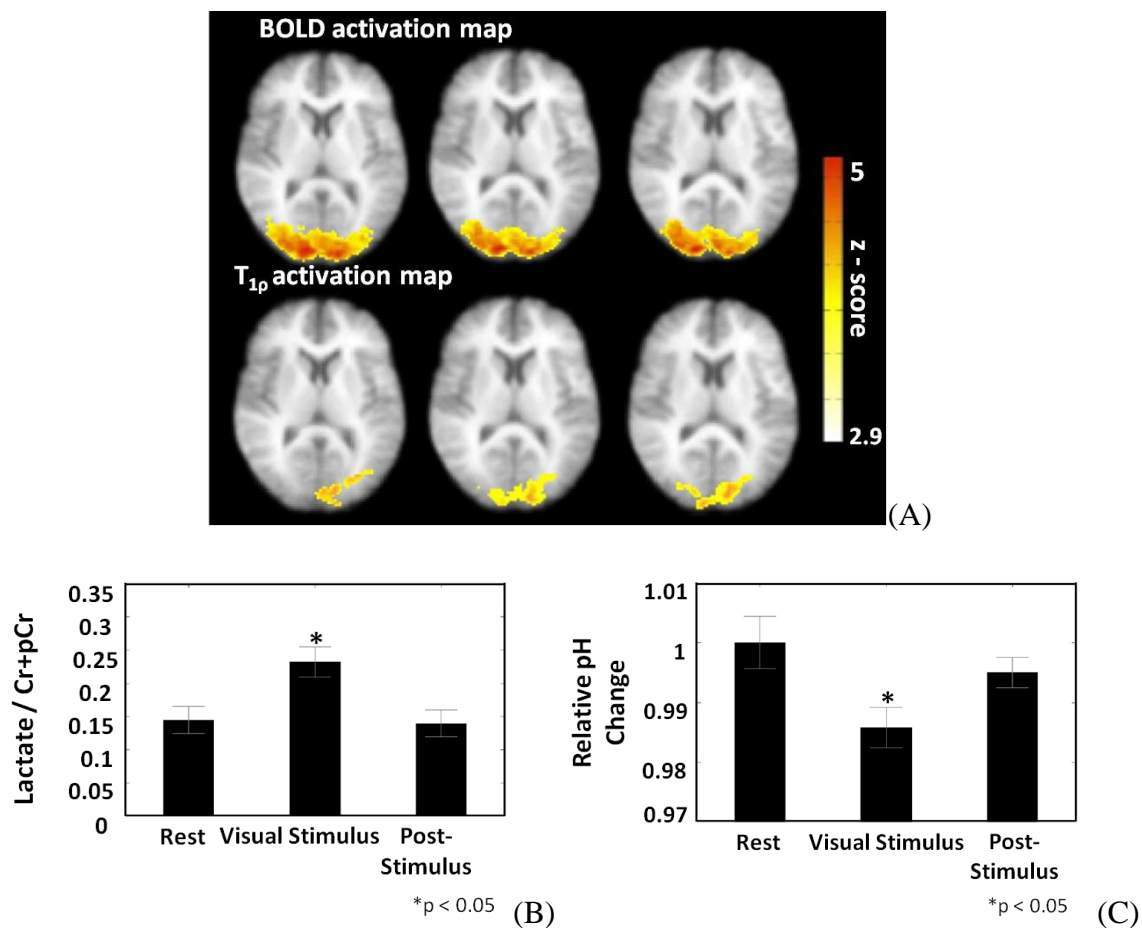 BOLD activation map
T1ρ activation map
5
z - score
2.9
(A)
Lactate / Cr+pCr
0.35
0.3
0.25
0.2
0.15
0.1
0.05
0
Rest
Visual Stimulus
Post-
Stimulus
*
*p < 0.05
(B)
Relative pH
Change
1.01
1
0.99
0.98
0.97
Rest
Visual Stimulus
Post-
Stimulus
*
*p < 0.05
(C)